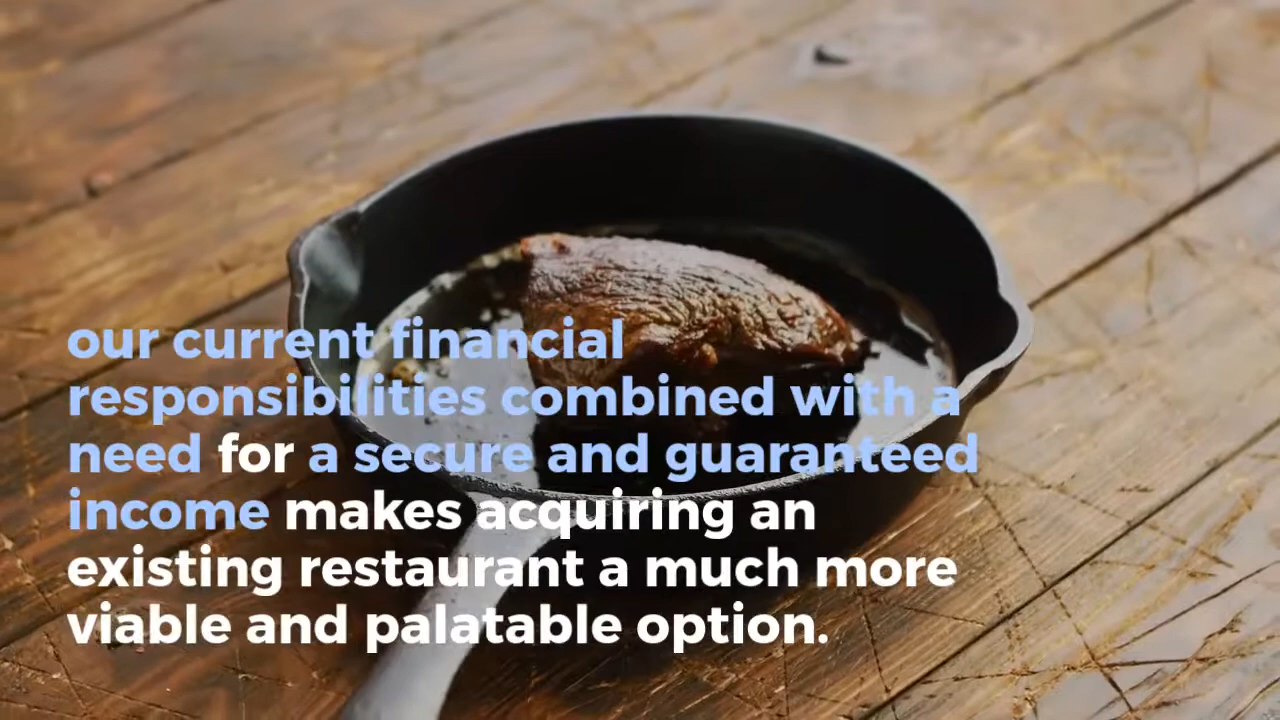 our current financial
responsibilities combined with a
need for a secure and guaranteed
income makes acquiring an
existing restaurant a much more
viable and palatable option.